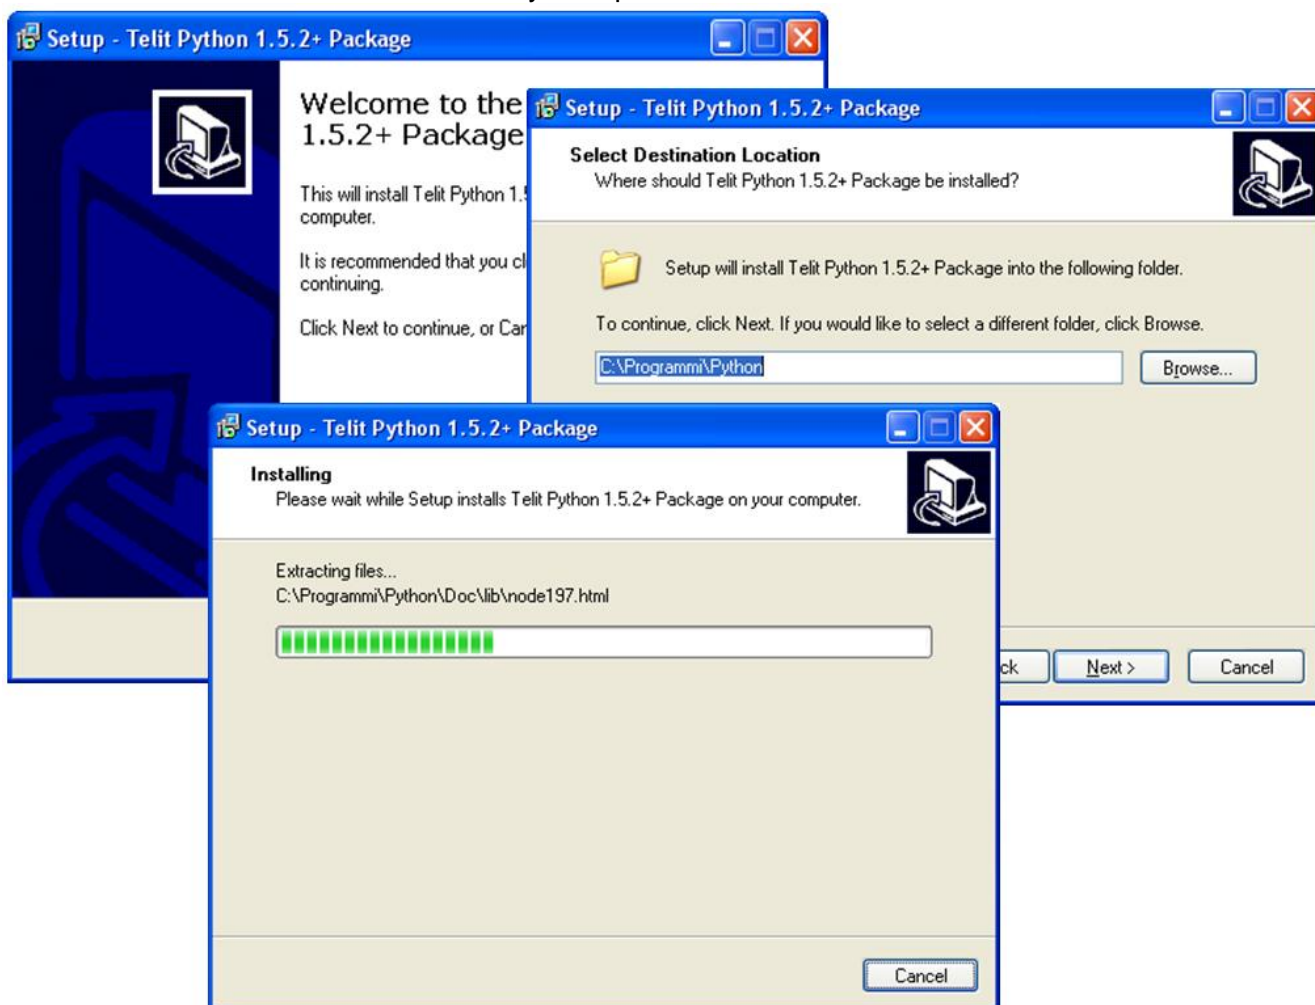 Setup - Telit Python 1.5.2+ Package
Welcome to the
1.5.2+ Package
This will install Telit Python 1.
computer.
It is recommended that you
continuing.
Click Next to continue, or
Setup - Telit Python 1.5.2+ Package
Select Destination Location
Where should Telit Python 1.5.2+ Package be installed?
Setup will install Telit Python 1.5.2+ Package into the following folder.
To continue, click Next. If you would like to select a different folder, click Browse.
C:\Programmi\Python
Browse...
Next >
Cancel
Setup - Telit Python 1.5.2+ Package
Installing
Please wait while Setup installs Telit Python 1.5.2+ Package on your computer.
Extracting files...
C:\Programmi\Python\Doc\lib\node197.html
Cancel